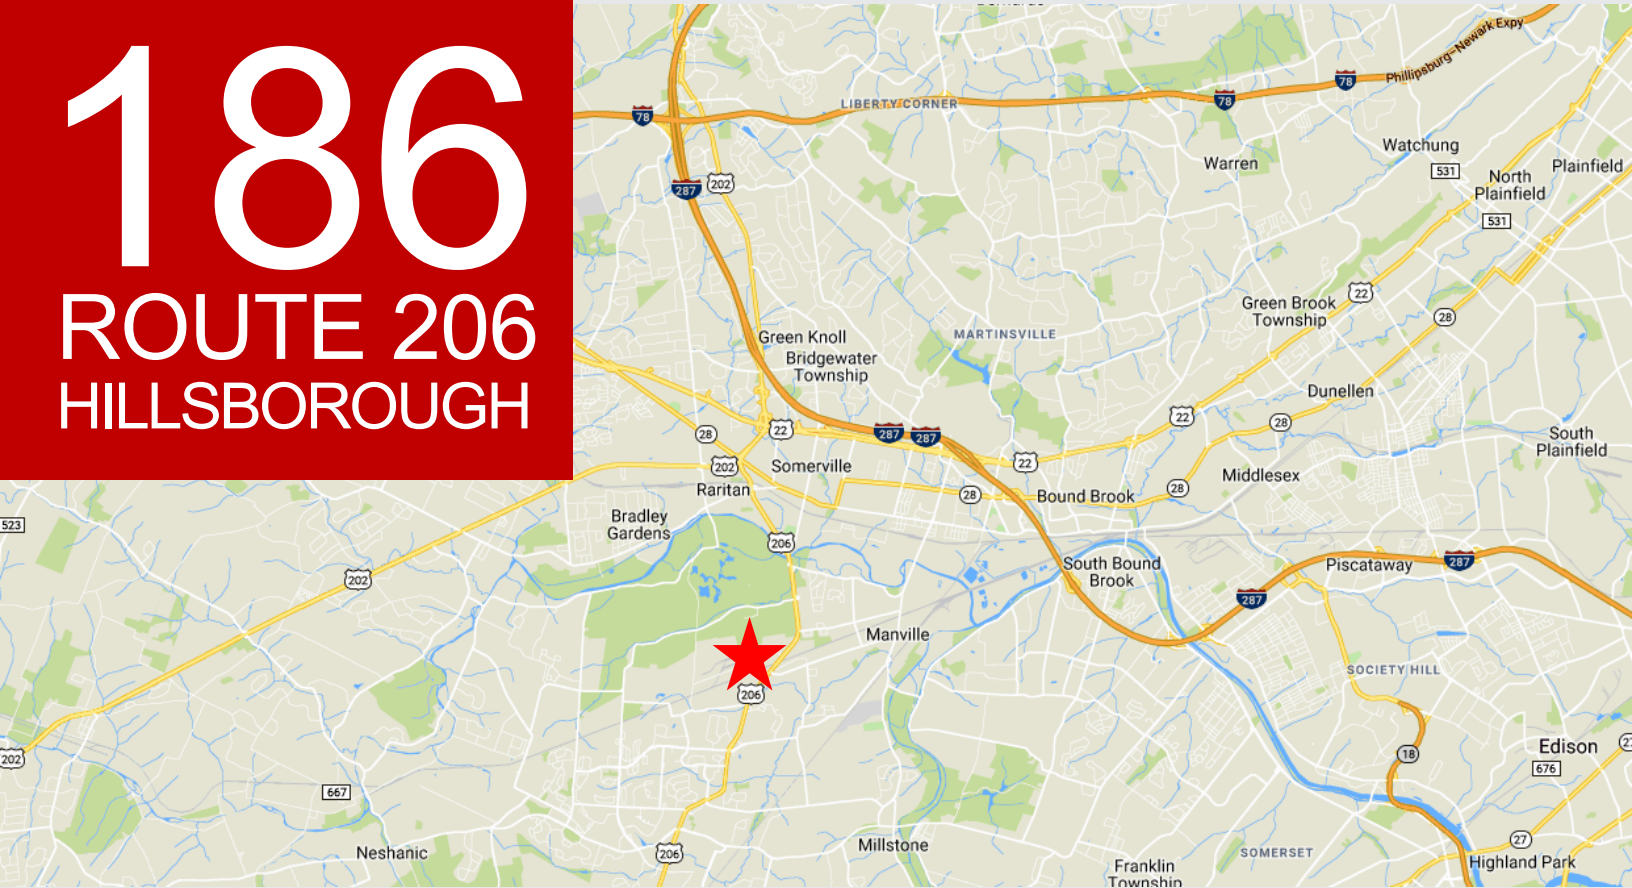 186
ROUTE 206
HILLSBOROUGH
Phillipsburg-Newark Expy
78
78
78
LIBERTY CORNER
Watchung
Warren
531
Plainfield
North
Plainfield
287
202
531
22
Green Brook
Township
28
Green Knoll
MARTINSVILLE
Bridgewater
Township
Dunellen
22
28
28
22
287
287
South
Plainfield
202
Somerville
22
Middlesex
Raritan
28
28
Bound Brook
523
Bradley
Gardens
206
202
South Bound
Brook
Piscataway
287
287
Manville
SOCIETY HILL
206
202
18
Edison
676
667
27
Neshanic
206
Millstone
SOMERSET
Highland Park
Franklin
Township